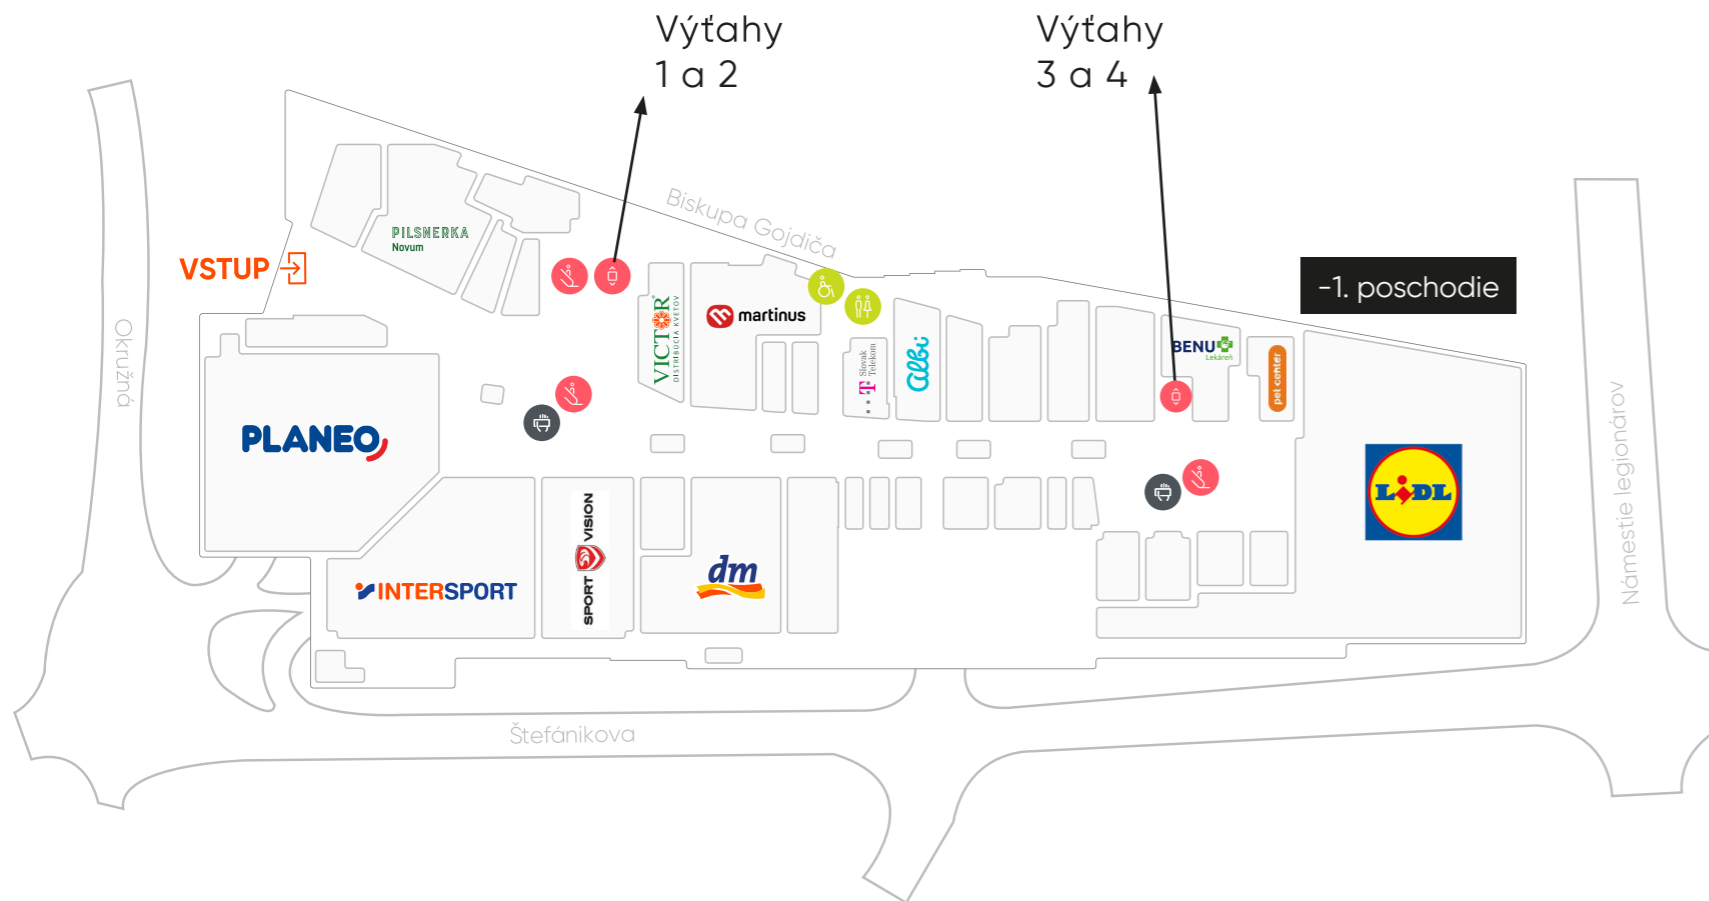 Výťahy
1 a 2
Výťahy
3 a 4
Biskupa Gojdiča
PILSNERKA
Novum
VSTUP
-1. poschodie
VICTOR
DISTRIBÚCIA KVETOV
martinus
Slovak
Telekom
T
albi
BENU
Lekáreň
pet center
Okružná
PLANEO
LIDL
Námestie legionárov
INTERSPORT
SPORT VISION
dm
Štefánikova